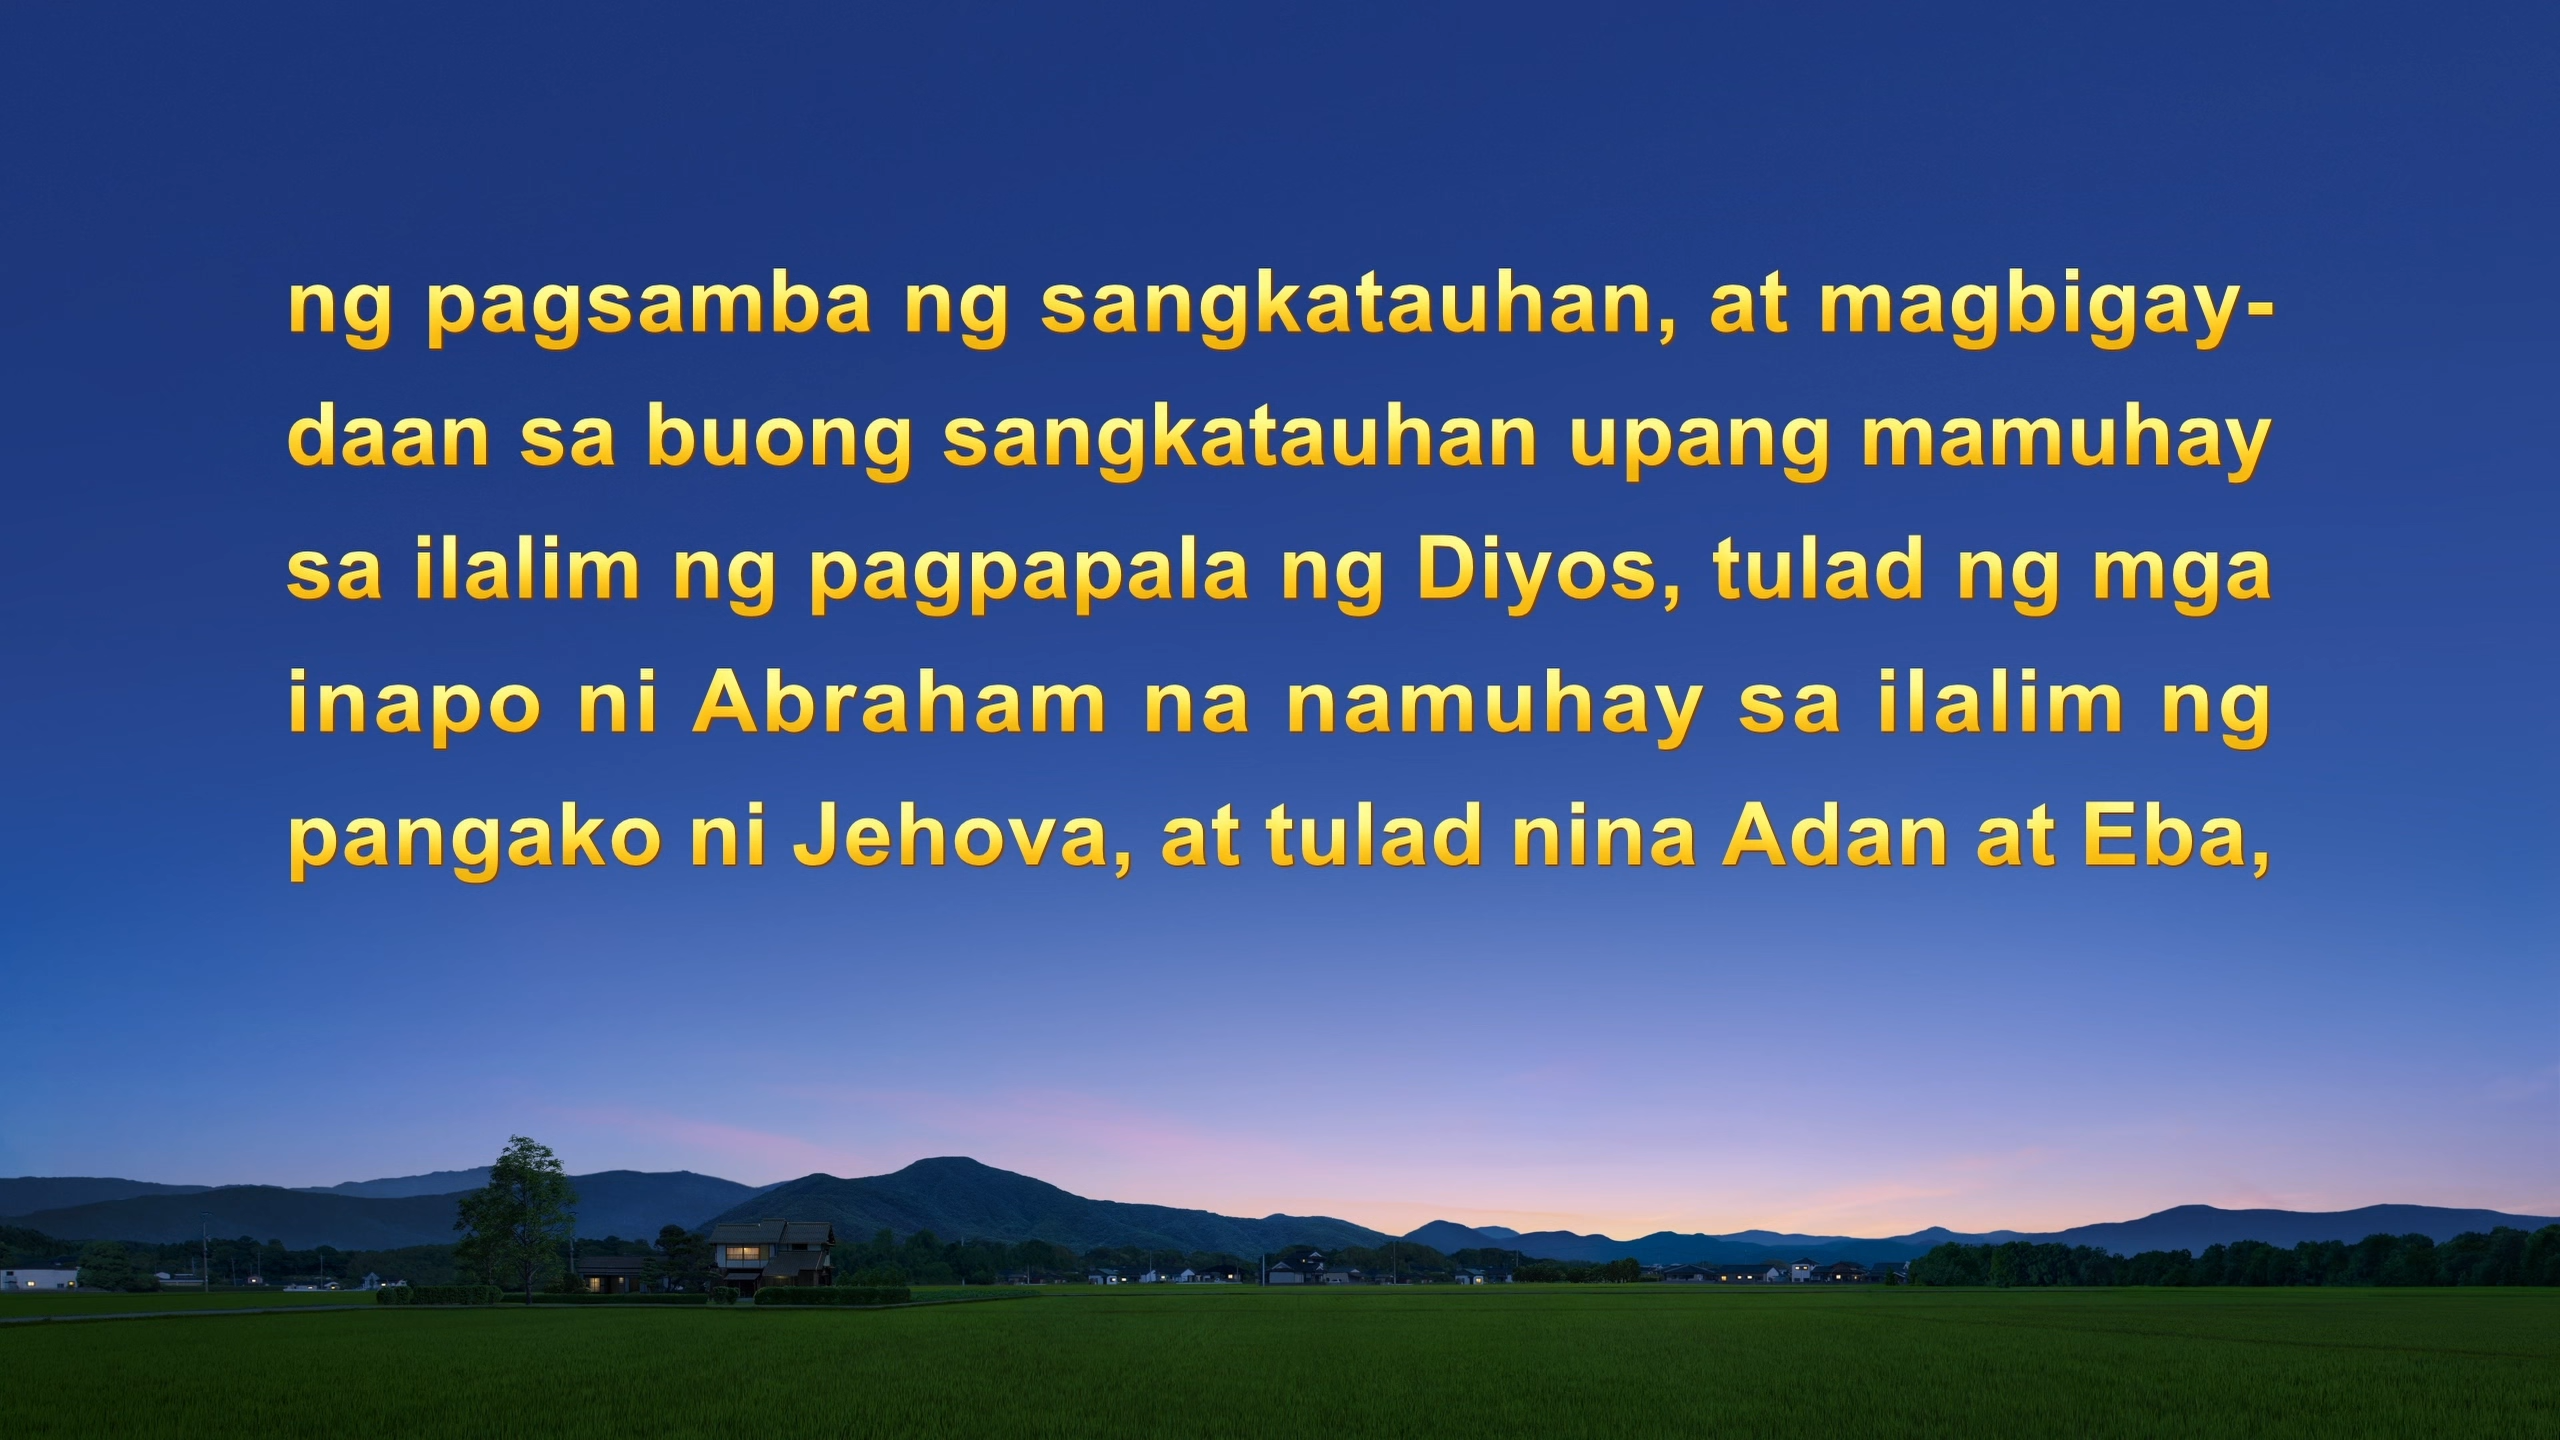 ng pagsamba ng sangkatauhan, at magbigay-
daan sa buong sangkatauhan upang mamuhay
sa ilalim ng pagpapala ng Diyos, tulad ng mga
inapo ni Abraham na namuhay sa ilalim ng
pangako ni Jehova, at tulad nina Adan at Eba,